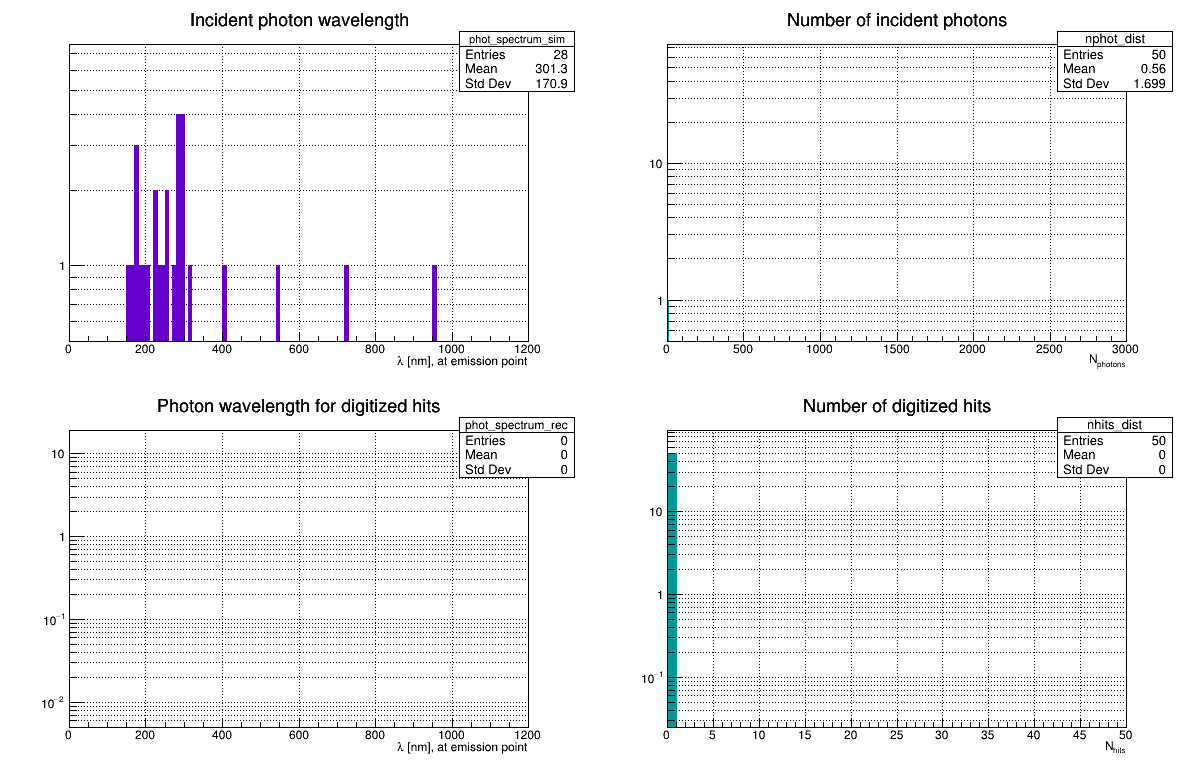 Incident photon wavelength
phot_spectrum_sim
Entries 28
Mean 301.3
Std Dev 170.9
1
0 200 400 600 800 1000 1200
λ [nm], at emission point
Number of incident photons
nphot_dist
Entries 50
Mean 0.56
Std Dev 1.699
10
1
0 500 1000 1500 2000 2500 3000
Nphotons
Photon wavelength for digitized hits
phot_spectrum_rec
Entries 0
Mean 0
Std Dev 0
10
1
10⁻¹
10⁻²
0 200 400 600 800 1000 1200
λ [nm], at emission point
Number of digitized hits
nhits_dist
Entries 50
Mean 0
Std Dev 0
10
1
10⁻¹
0 5 10 15 20 25 30 35 40 45 50
Nhits